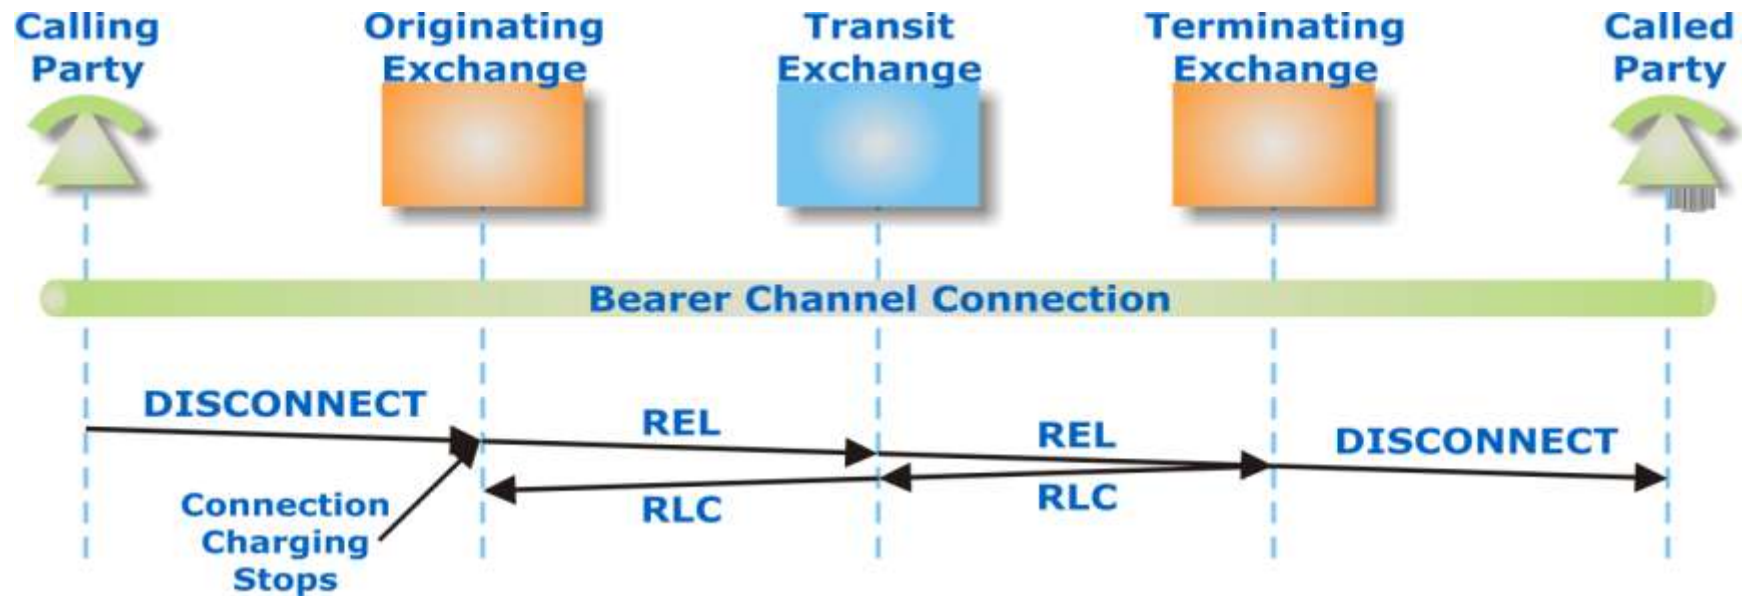 Calling
Party
Originating
Exchange
Transit
Exchange
Terminating
Exchange
Called
Party
Bearer Channel Connection
DISCONNECT
REL
REL
DISCONNECT
RLC
RLC
Connection
Charging
Stops